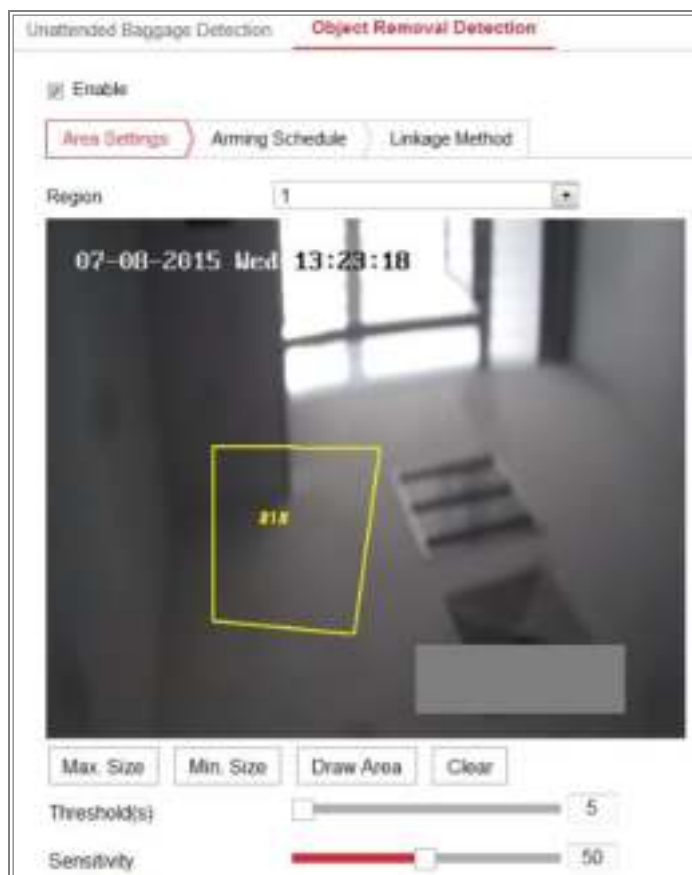 Unattended Baggage Detection Object Removal Detection
Enable
Area Settings Arming Schedule Linkage Method
Region 1
07-08-2015 Wed 13:23:18
#1#
Max. Size Min. Size Draw Area Clear
Threshold(s) 5
Sensitivity 50